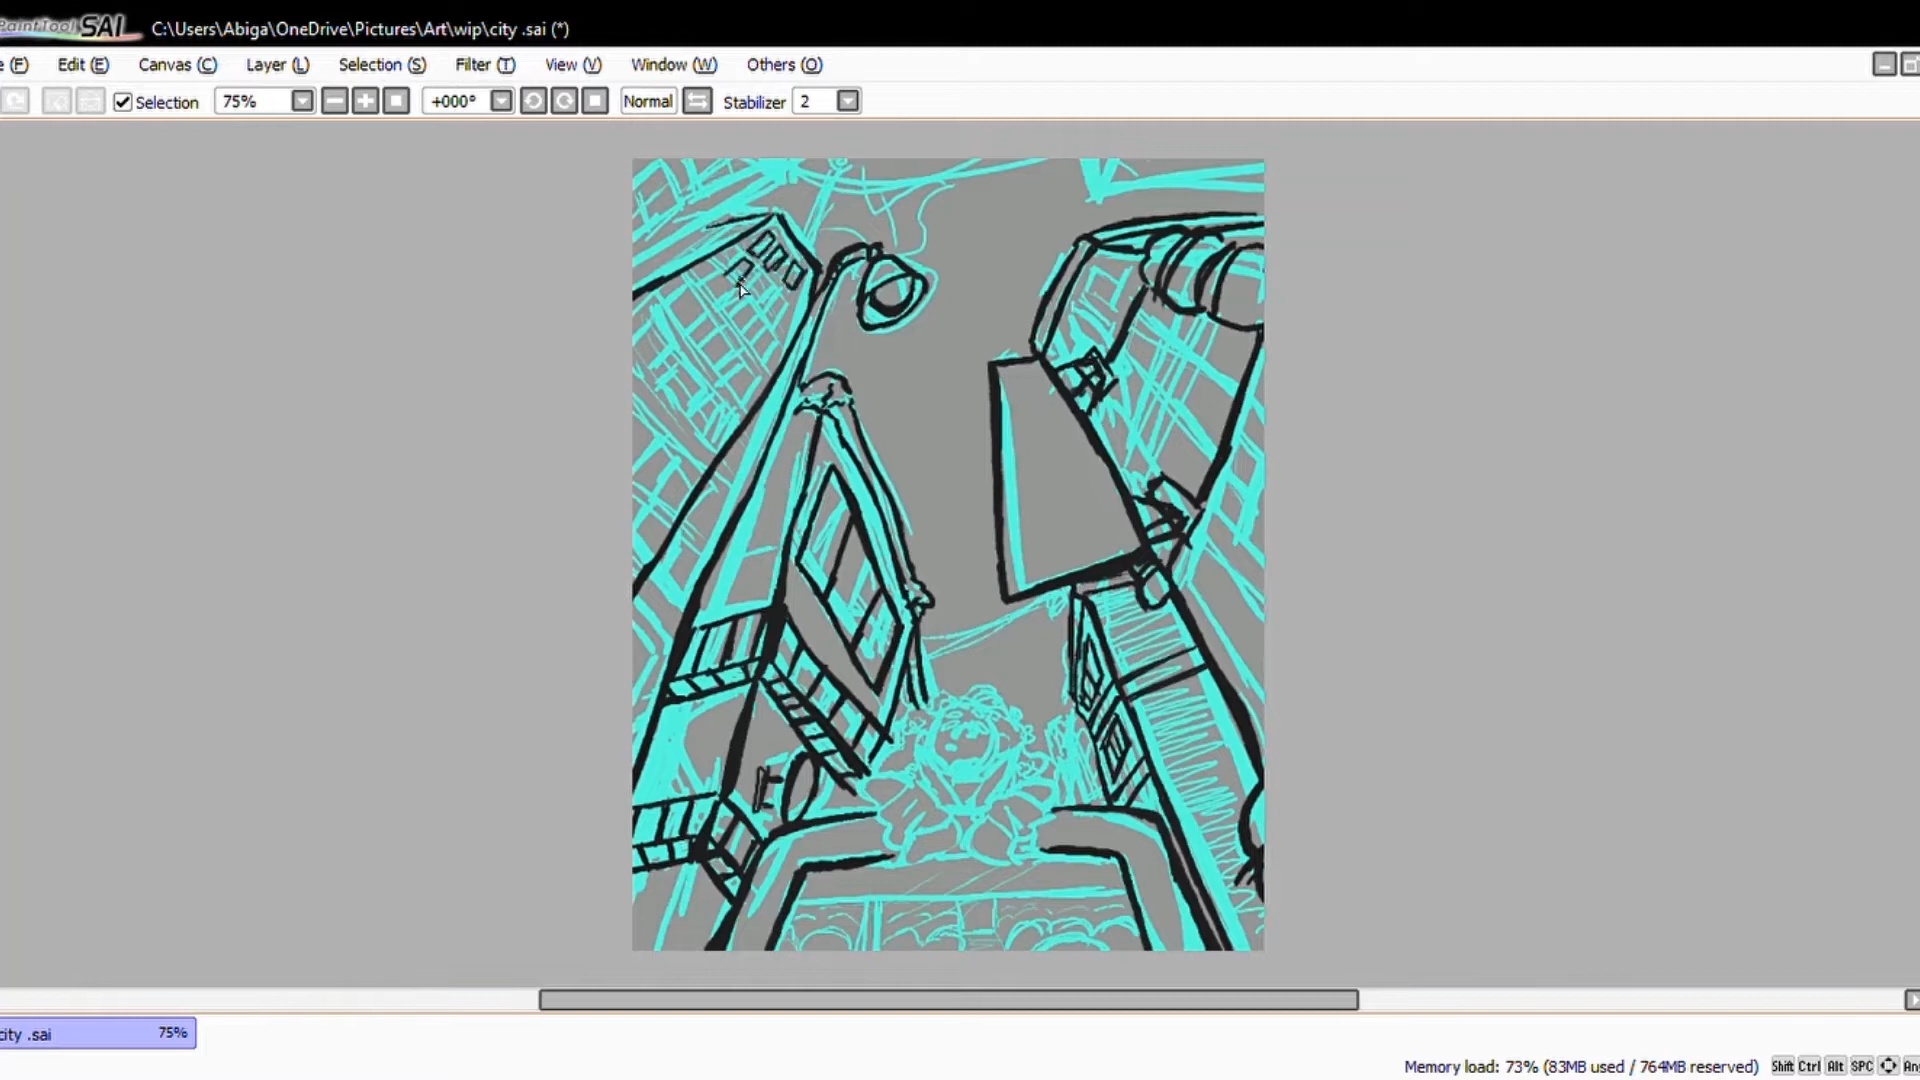 PaintTool SAI C:\Users\Abiga\OneDrive\Pictures\Art\wip\city .sai (*)
e (F) Edit (E) Canvas (C) Layer (L) Selection (S) Filter (T) View (V) Window (W) Others (O)
Selection 75% +000° Normal Stabilizer 2
city .sai 75%
Memory load: 73% (83MB used / 764MB reserved) Shift Ctrl Alt SPC An